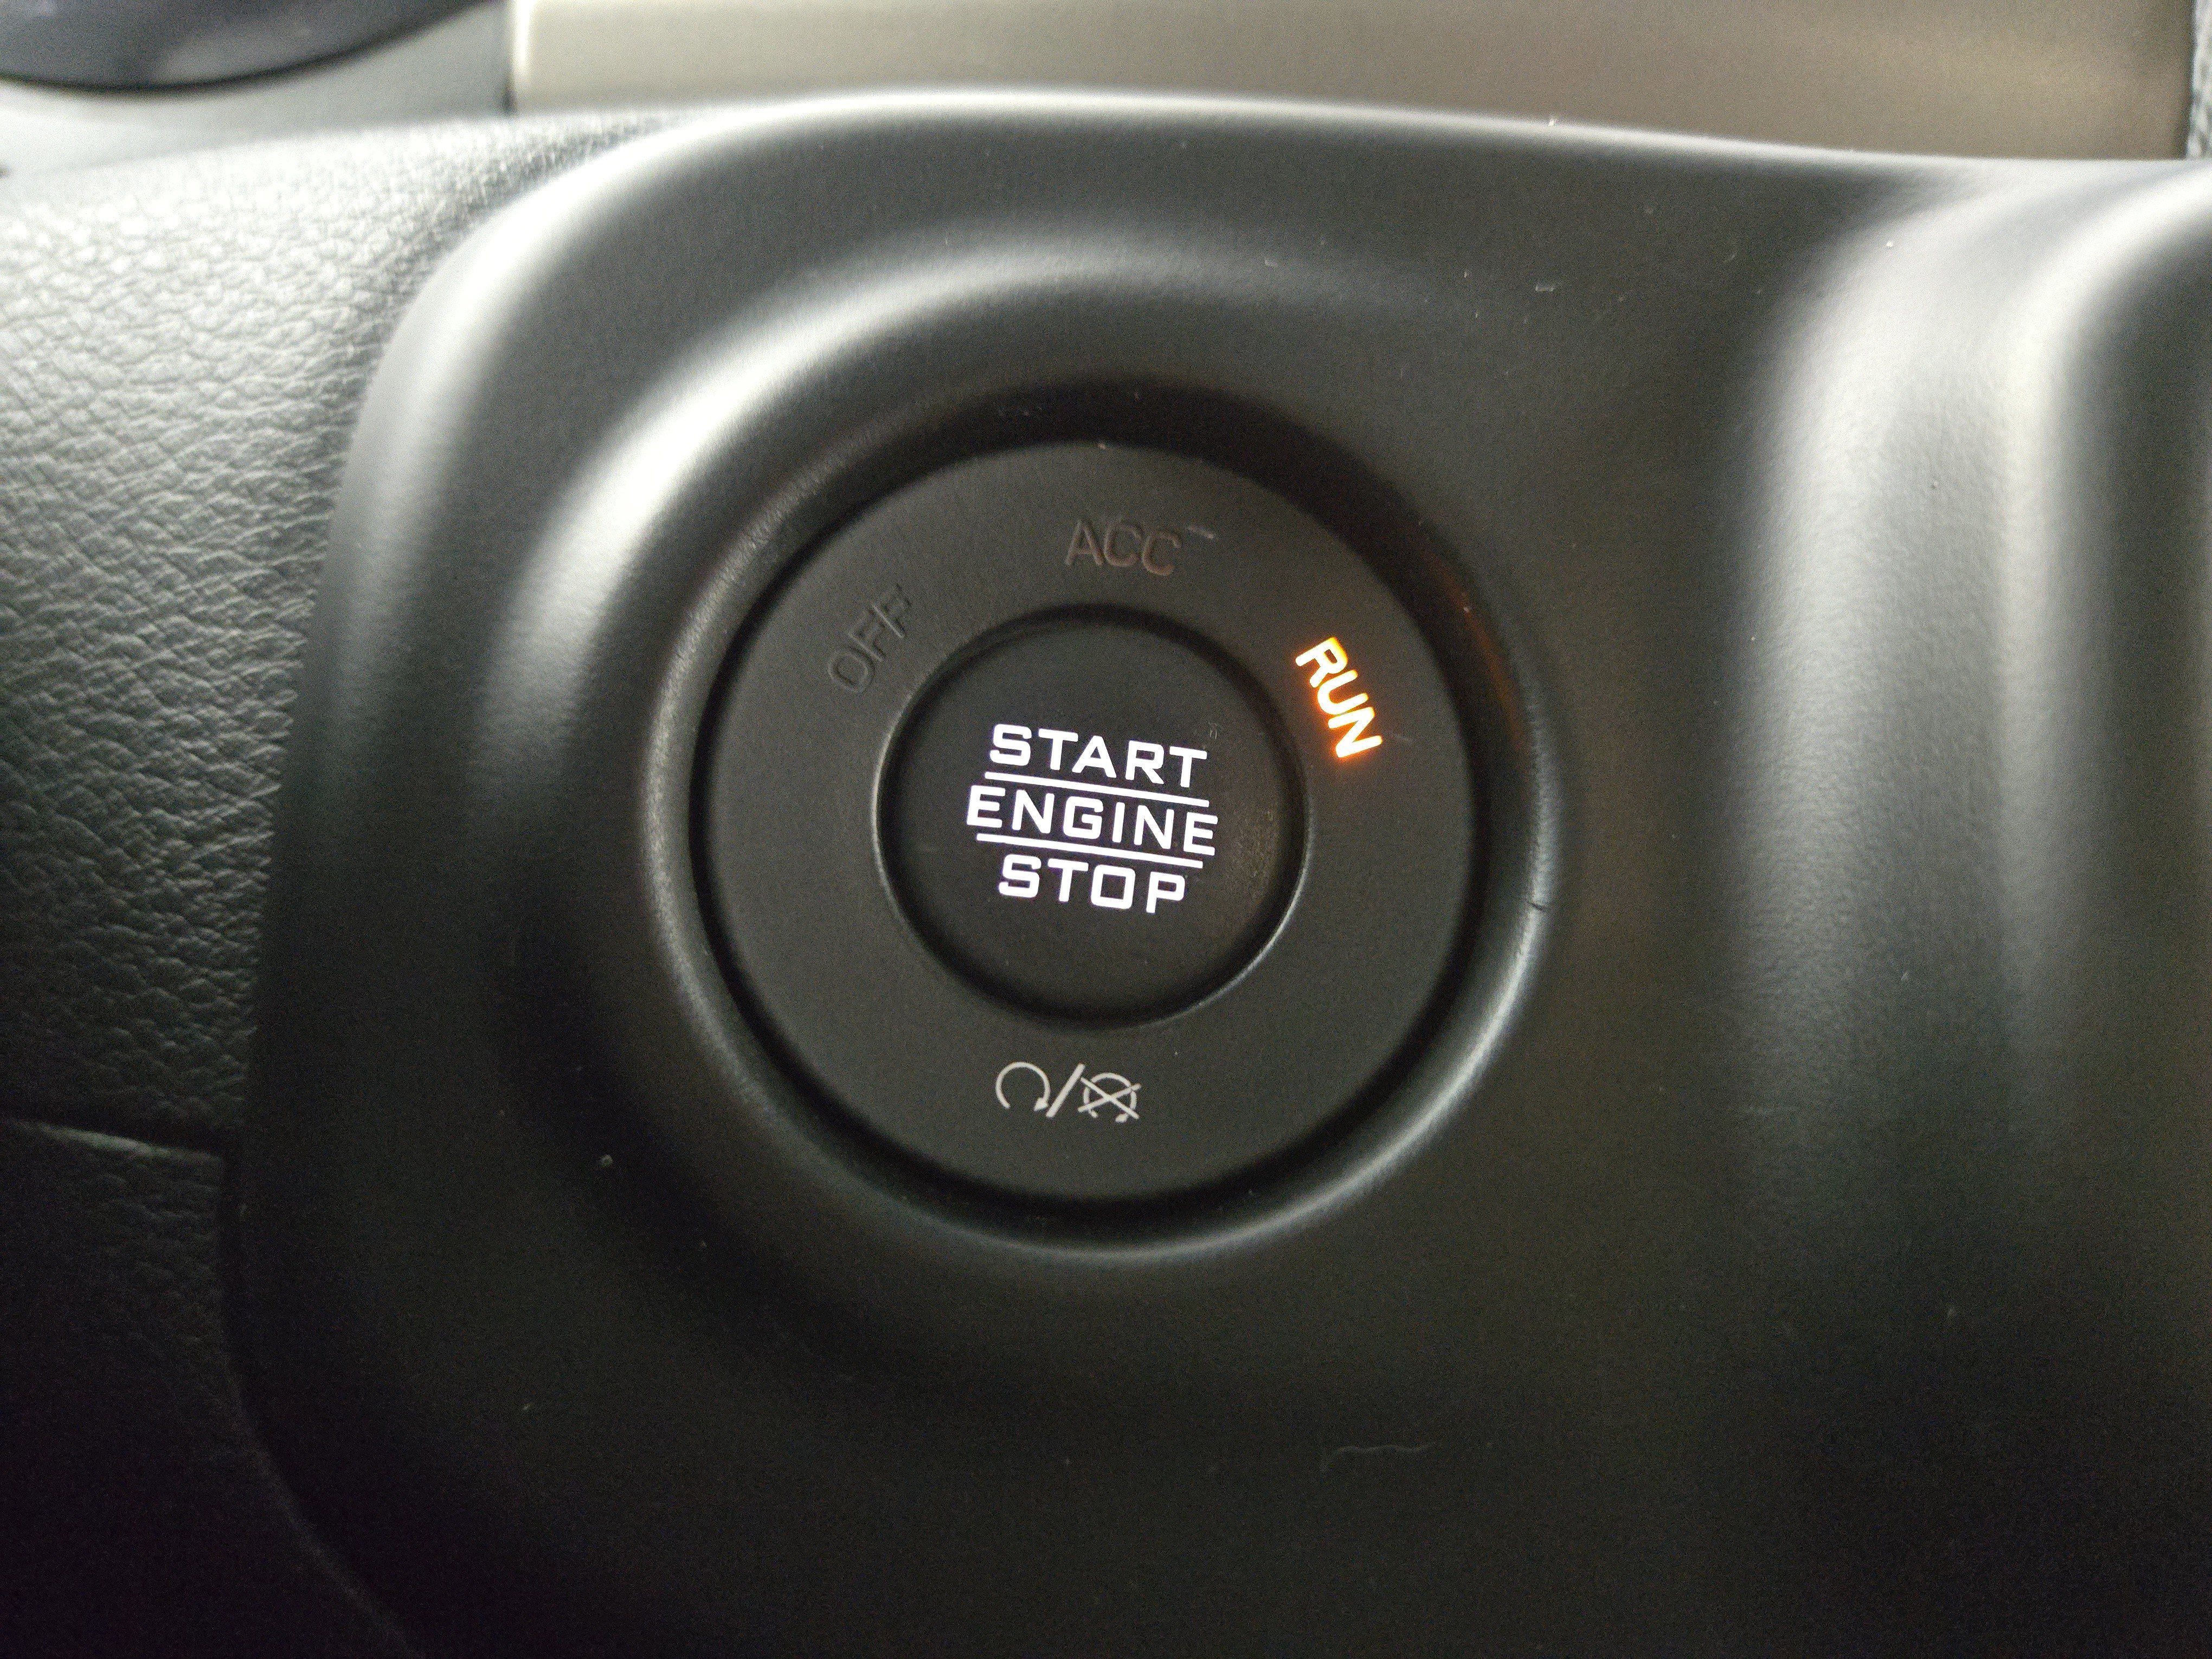 ACC
OFF
RUN
START
ENGINE
STOP